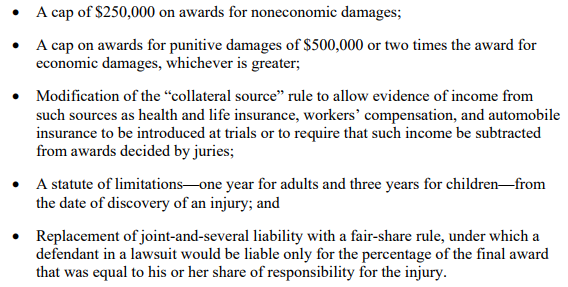 • A cap of $250,000 on awards for noneconomic damages;
• A cap on awards for punitive damages of $500,000 or two times the award for
economic damages, whichever is greater;
• Modification of the “collateral source” rule to allow evidence of income from
such sources as health and life insurance, workers’ compensation, and automobile
insurance to be introduced at trials or to require that such income be subtracted
from awards decided by juries;
• A statute of limitations—one year for adults and three years for children—from
the date of discovery of an injury; and
• Replacement of joint-and-several liability with a fair-share rule, under which a
defendant in a lawsuit would be liable only for the percentage of the final award
that was equal to his or her share of responsibility for the injury.